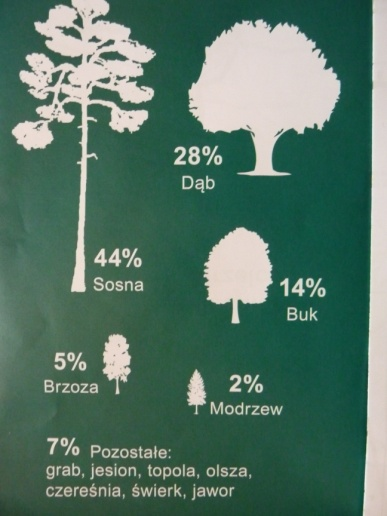 28%
Dąb
44%
Sosna
14%
Buk
5%
Brzoza
2%
Modrzew
7% Pozostałe:
grab, jesion, topola, olsza,
czereśnia, świerk, jawor